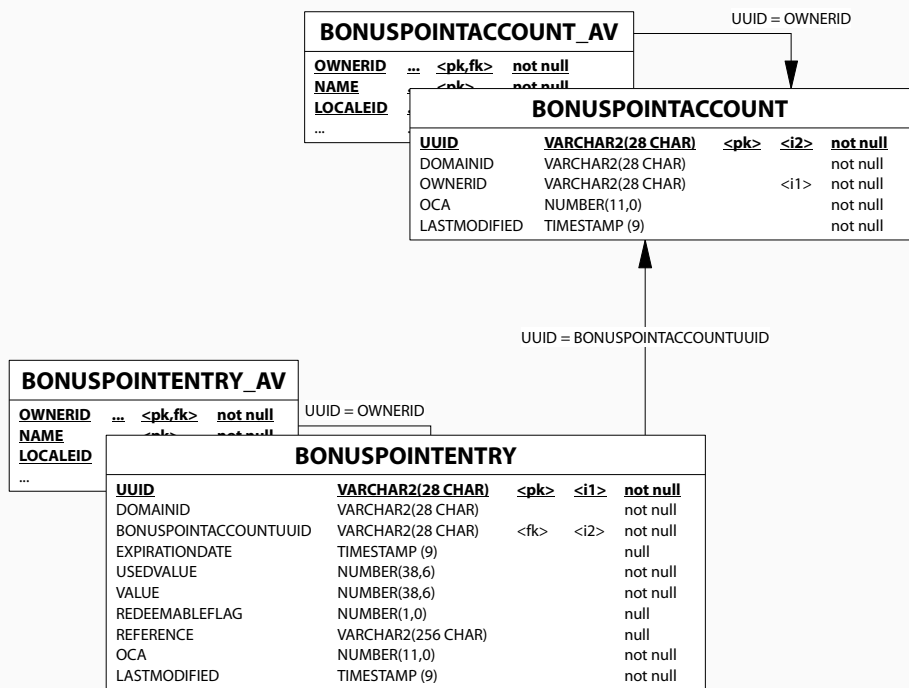 BONUSPOINTACCOUNT_AV
UUID = OWNERID
OWNERID ... <pk,fk> not null
NAME <pk> not null
LOCALEID
...
BONUSPOINTACCOUNT
UUID VARCHAR2(28 CHAR) <pk> <i2> not null
DOMAINID VARCHAR2(28 CHAR) not null
OWNERID VARCHAR2(28 CHAR) <i1> not null
OCA NUMBER(11,0) not null
LASTMODIFIED TIMESTAMP (9) not null
UUID = BONUSPOINTACCOUNTUUID
BONUSPOINTENTRY_AV
OWNERID ... <pk,fk> not null
NAME <pk> not null
LOCALEID
...
UUID = OWNERID
BONUSPOINTENTRY
UUID VARCHAR2(28 CHAR) <pk> <i1> not null
DOMAINID VARCHAR2(28 CHAR) not null
BONUSPOINTACCOUNTUUID VARCHAR2(28 CHAR) <fk> <i2> not null
EXPIRATIONDATE TIMESTAMP (9) null
USEDVALUE NUMBER(38,6) not null
VALUE NUMBER(38,6) not null
REDEEMABLEFLAG NUMBER(1,0) null
REFERENCE VARCHAR2(256 CHAR) null
OCA NUMBER(11,0) not null
LASTMODIFIED TIMESTAMP (9) not null